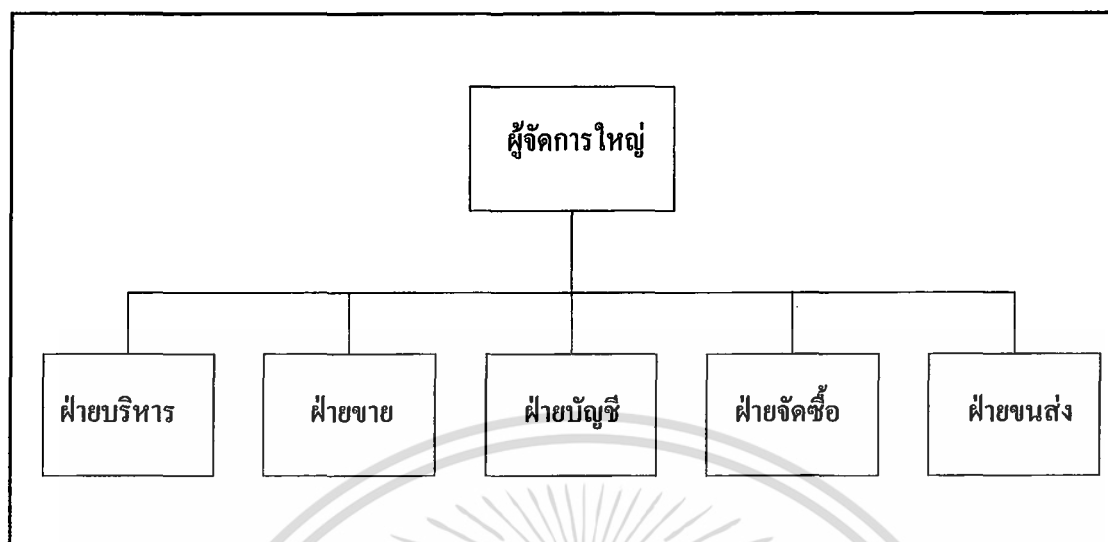 ผู้จัดการใหญ่
ฝ่ายบริหาร
ฝ่ายขาย
ฝ่ายบัญชี
ฝ่ายจัดซื้อ
ฝ่ายขนส่ง